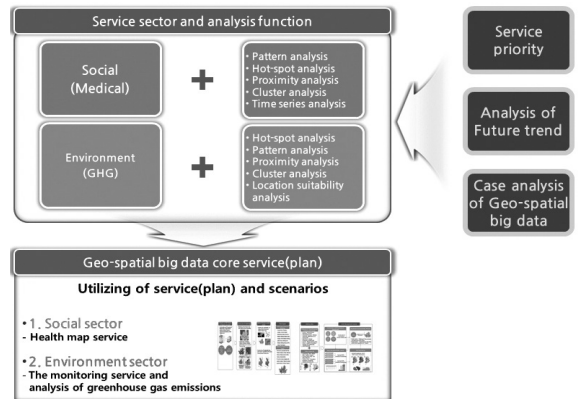 Service sector and analysis function
Social
(Medical)
+
• Pattern analysis
• Hot-spot analysis
• Proximity analysis
• Cluster analysis
• Time series analysis
Environment
(GHG)
+
• Hot-spot analysis
• Pattern analysis
• Proximity analysis
• Cluster analysis
• Location suitability
analysis
Service
priority
Analysis of
Future trend
Case analysis
of Geo-spatial
big data
Geo-spatial big data core service(plan)
Utilizing of service(plan) and scenarios
• 1. Social sector
- Health map service
• 2. Environment sector
- The monitoring service and
analysis of greenhouse gas emissions